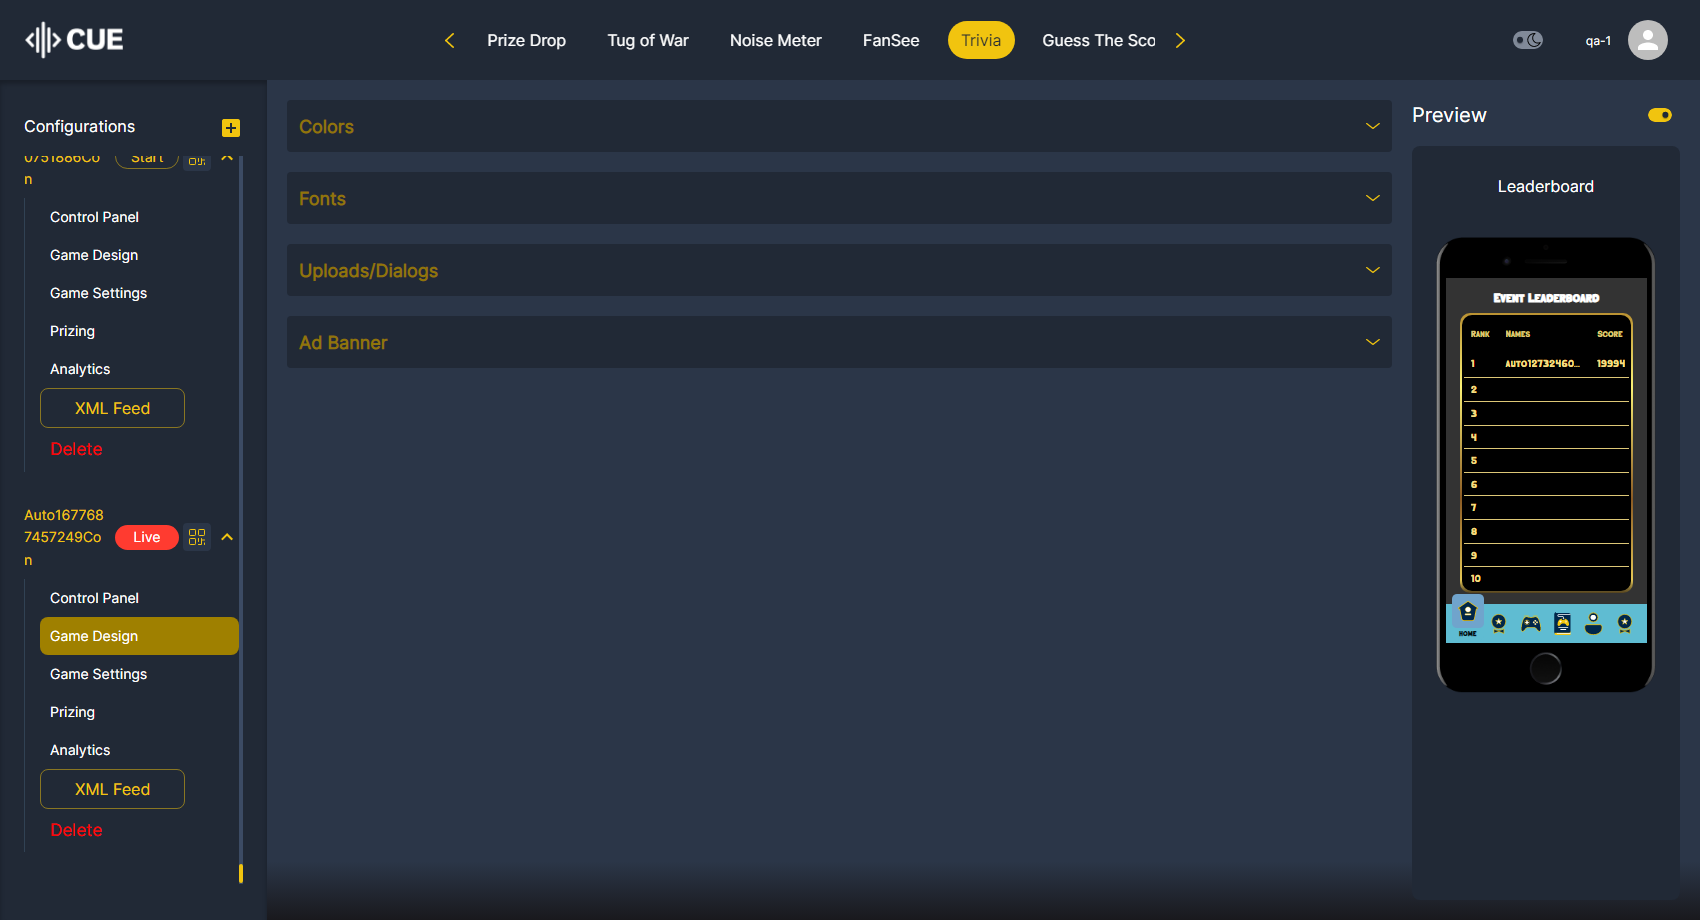 CUE
Prize Drop
Tug of War
Noise Meter
FanSee
Trivia
Guess The Sco
qa-1
Configurations
0751886Co
n
Start
Control Panel
Game Design
Game Settings
Prizing
Analytics
XML Feed
Delete
Auto167768
7457249Co
n
Live
Control Panel
Game Design
Game Settings
Prizing
Analytics
XML Feed
Delete
Colors
Fonts
Uploads/Dialogs
Ad Banner
Preview
Leaderboard
Event Leaderboard
Rank Names Score
1 AUTO12732460... 19994
2
3
4
5
6
7
8
9
10
HOME